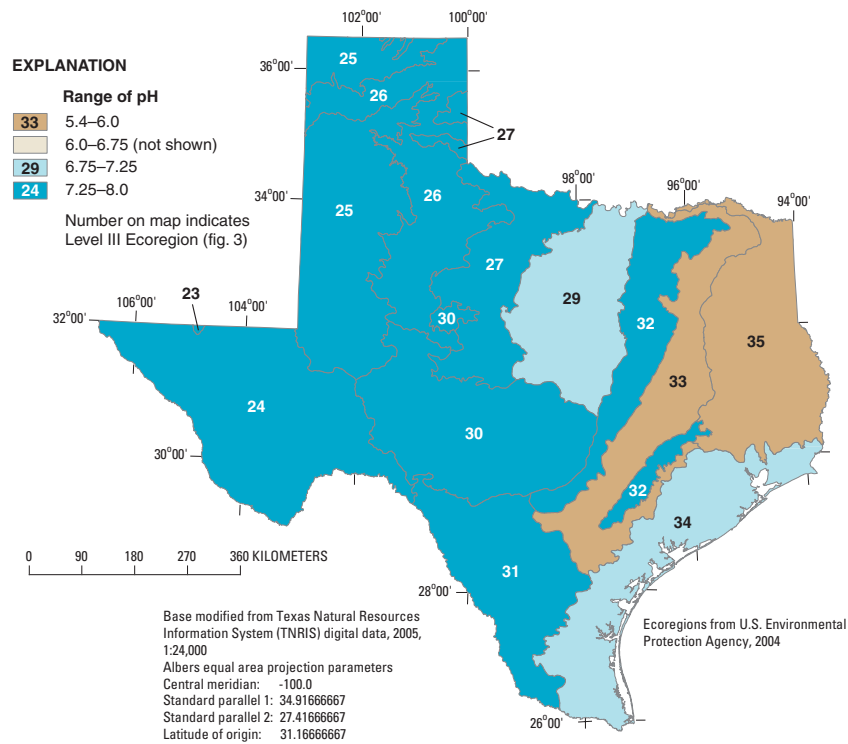 102°00'
100°00'
36°00'
EXPLANATION
Range of pH
33 5.4–6.0
6.0–6.75 (not shown)
29 6.75–7.25
24 7.25–8.0
Number on map indicates
Level III Ecoregion (fig. 3)
25
26
27
34°00'
98°00'
96°00'
94°00'
25
26
27
23
106°00'
104°00'
32°00'
30
29
32
35
33
24
30
30°00'
32
34
0 90 180 270 360 KILOMETERS
31
28°00'
Base modified from Texas Natural Resources
Information System (TNRIS) digital data, 2005,
1:24,000
Albers equal area projection parameters
Central meridian: -100.0
Standard parallel 1: 34.91666667
Standard parallel 2: 27.41666667
Latitude of origin: 31.16666667
Ecoregions from U.S. Environmental
Protection Agency, 2004
26°00'